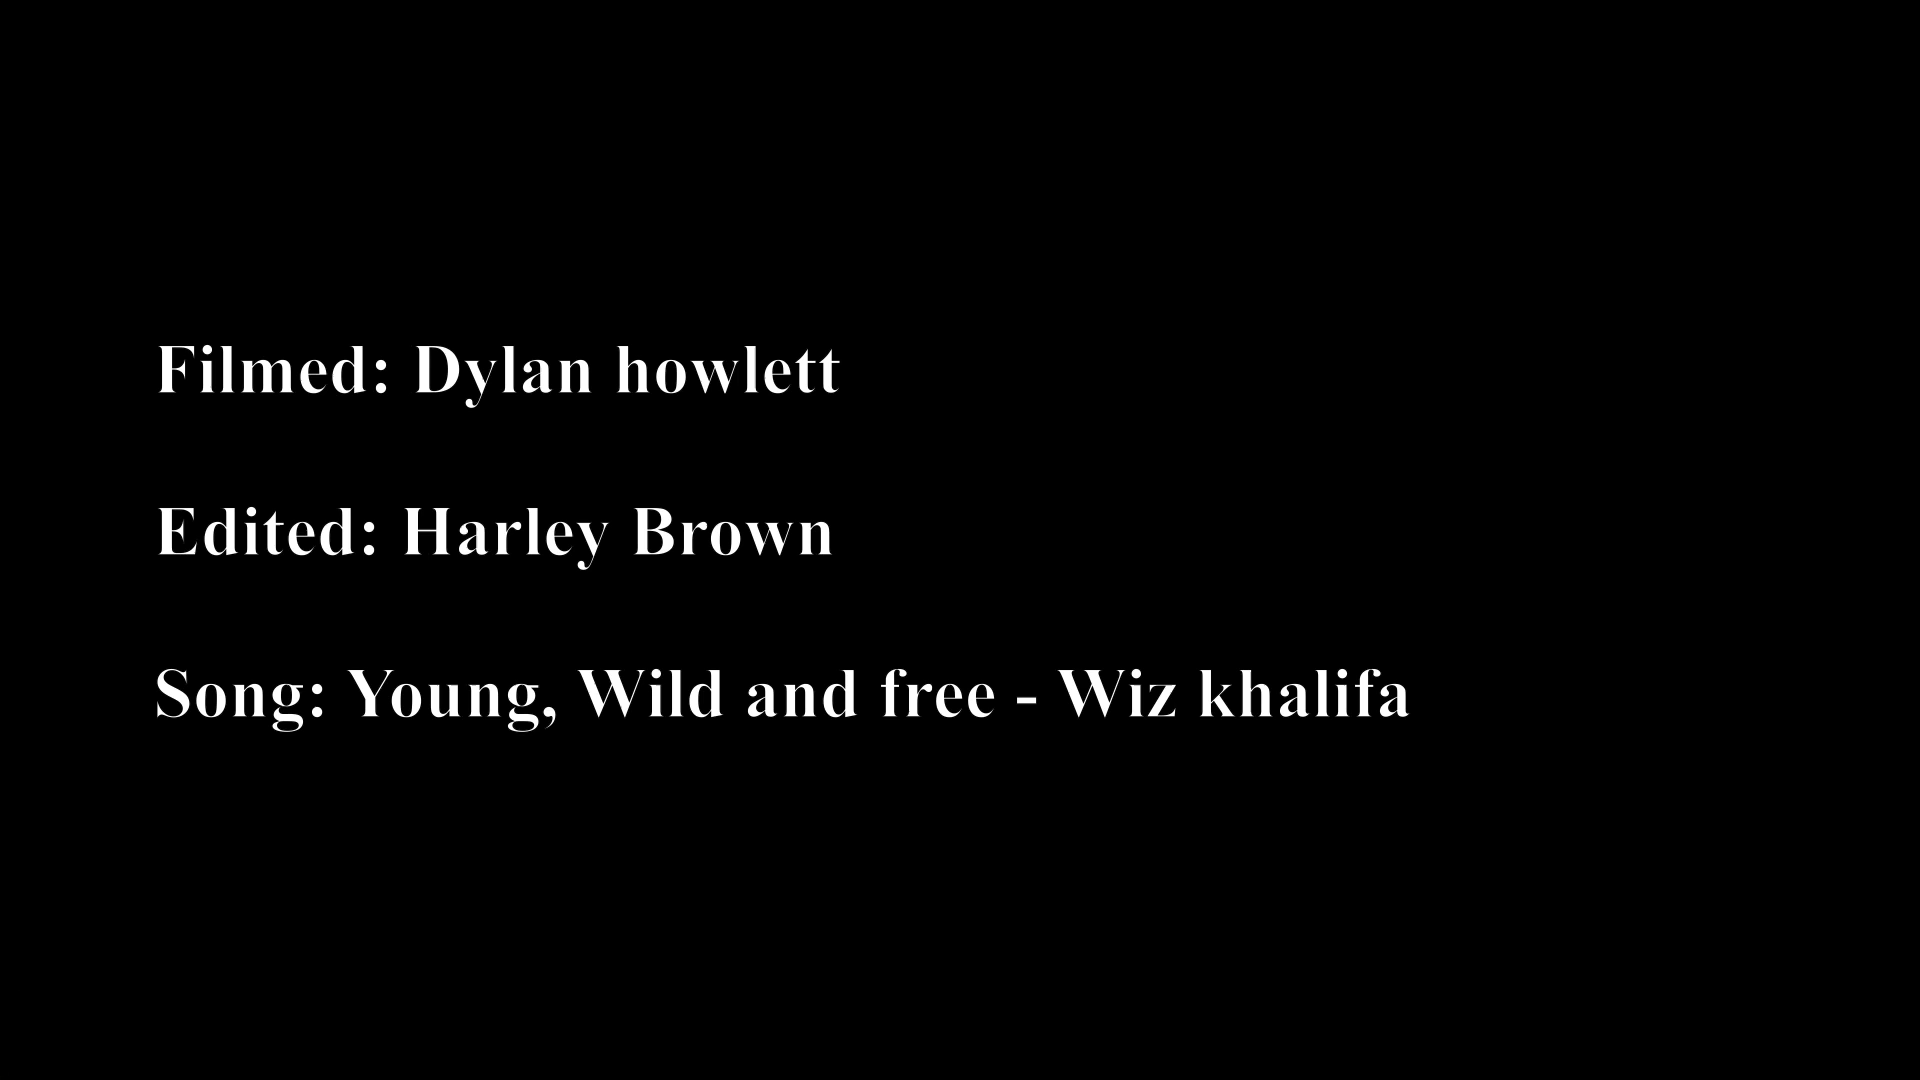 Filmed: Dylan howlett
Edited: Harley Brown
Song: Young, Wild and free - Wiz khalifa